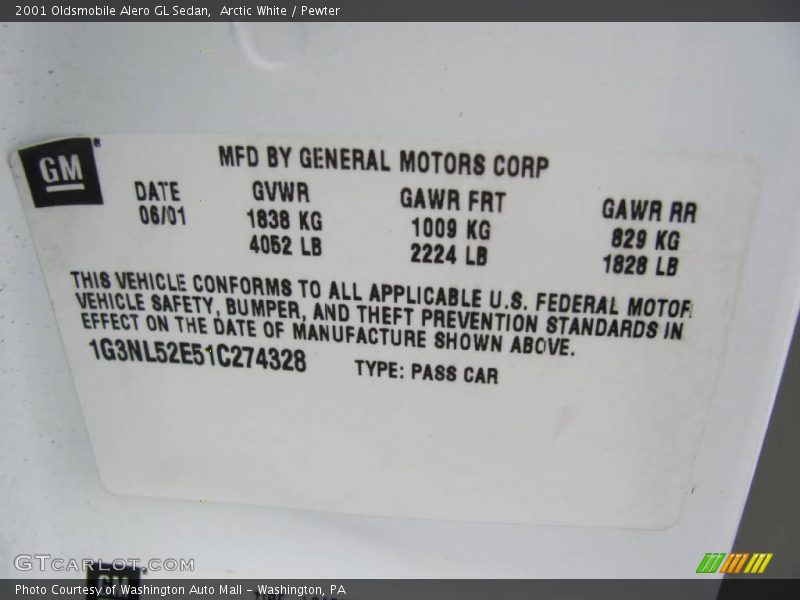 2001 Oldsmobile Alero GL Sedan, Arctic White / Pewter
GM
MFD BY GENERAL MOTORS CORP
DATE GVWR GAWR FRT GAWR RR
06/01 1838 KG 1009 KG 829 KG
4052 LB 2224 LB 1828 LB
THIS VEHICLE CONFORMS TO ALL APPLICABLE U.S. FEDERAL MOTOR
VEHICLE SAFETY, BUMPER, AND THEFT PREVENTION STANDARDS IN
EFFECT ON THE DATE OF MANUFACTURE SHOWN ABOVE.
1G3NL52E51C274328 TYPE: PASS CAR
GTCarLot.com
GM
Photo Courtesy of Washington Auto Mall - Washington, PA